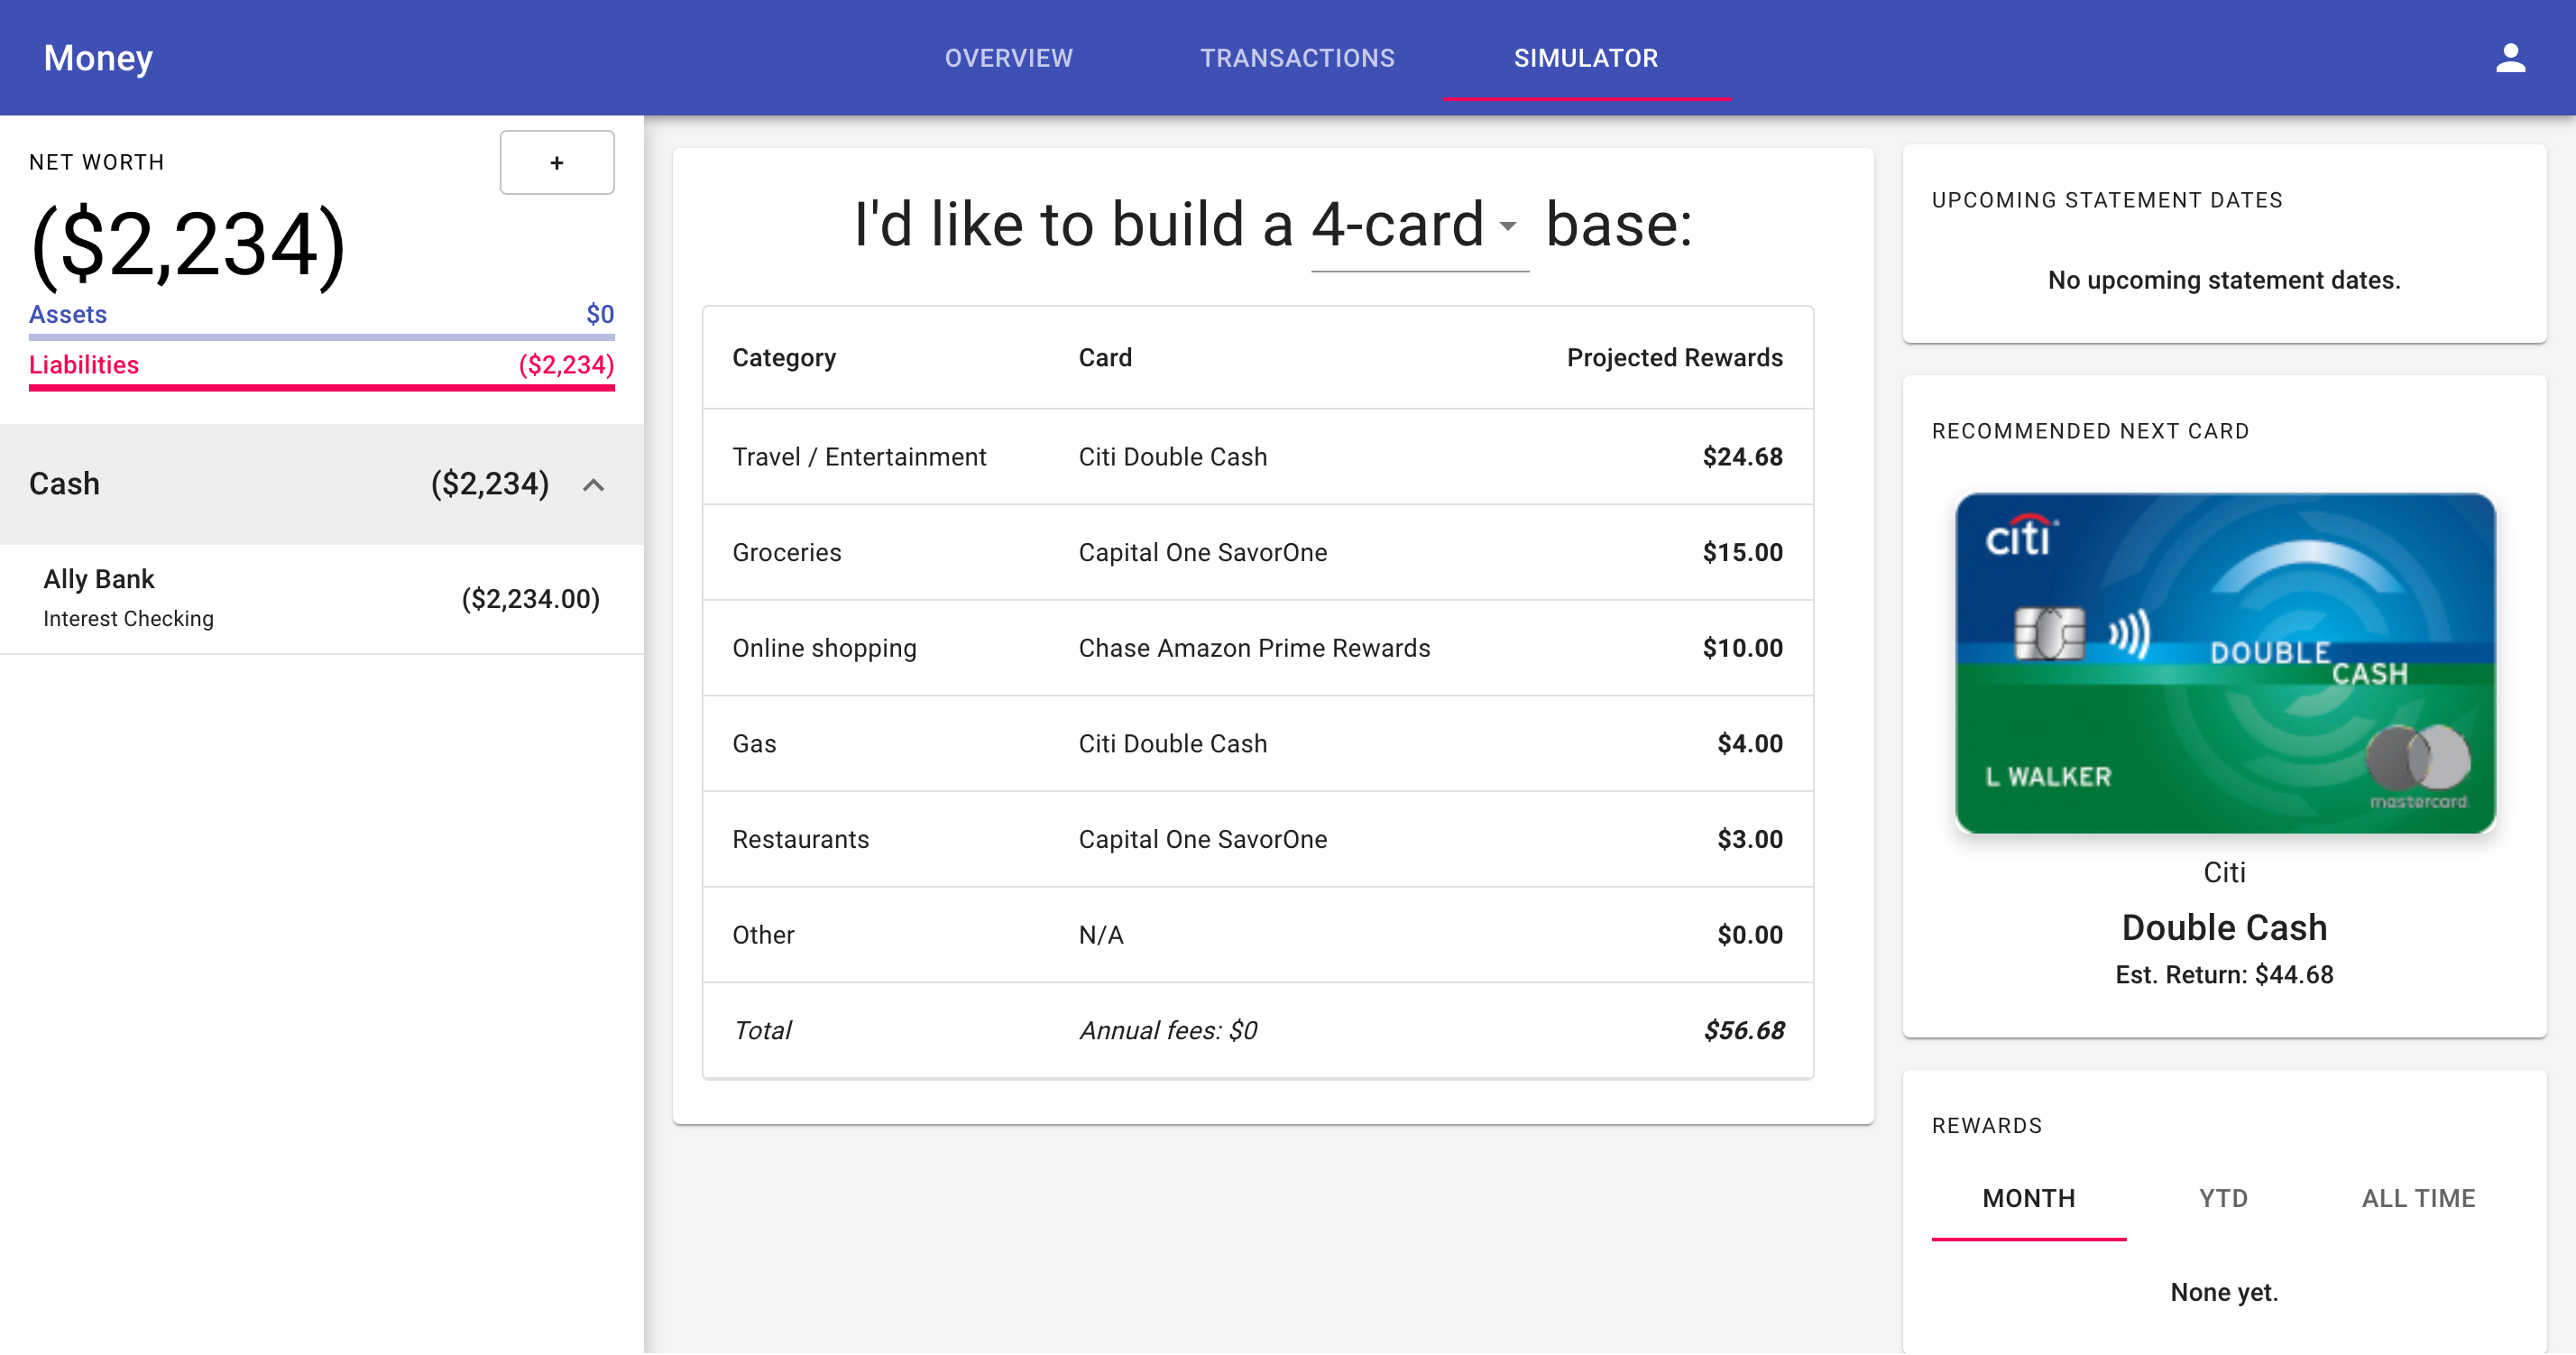 Money
OVERVIEW TRANSACTIONS SIMULATOR
NET WORTH +
($2,234)
Assets $0
Liabilities ($2,234)
Cash ($2,234)
Ally Bank
Interest Checking ($2,234.00)
I'd like to build a 4-card base:
Category Card Projected Rewards
Travel / Entertainment Citi Double Cash $24.68
Groceries Capital One SavorOne $15.00
Online shopping Chase Amazon Prime Rewards $10.00
Gas Citi Double Cash $4.00
Restaurants Capital One SavorOne $3.00
Other N/A $0.00
Total Annual fees: $0 $56.68
UPCOMING STATEMENT DATES
No upcoming statement dates.
RECOMMENDED NEXT CARD
citi
DOUBLE
CASH
L WALKER
mastercard
Citi
Double Cash
Est. Return: $44.68
REWARDS
MONTH YTD ALL TIME
None yet.